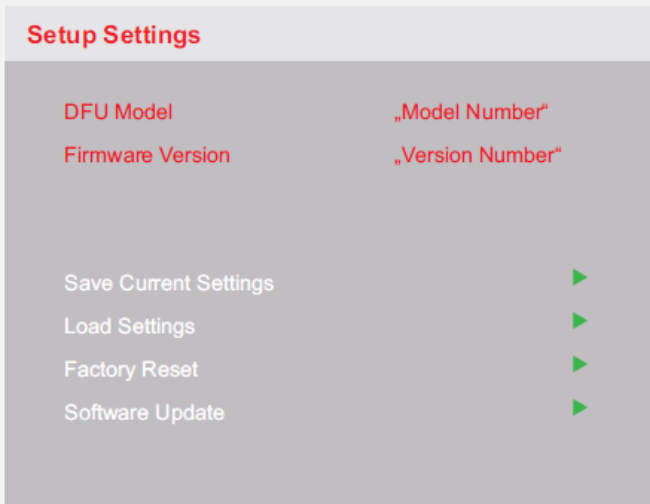 Setup Settings
DFU Model „Model Number“
Firmware Version „Version Number“
Save Current Settings
Load Settings
Factory Reset
Software Update